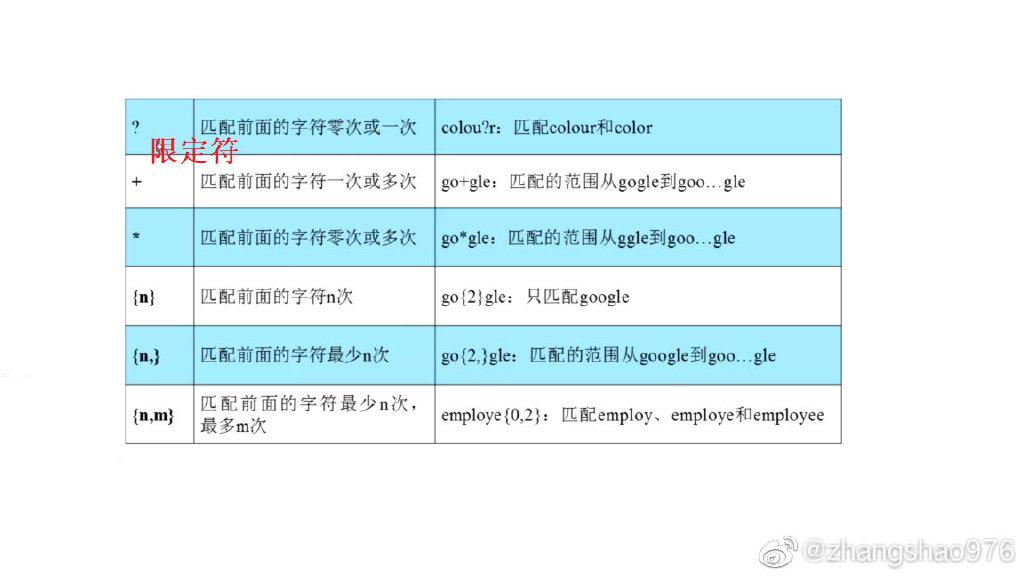 ? 匹配前面的字符零次或一次 colou?r：匹配colour和color
限定符
+ 匹配前面的字符一次或多次 go+gle：匹配的范围从gogle到goo…gle
* 匹配前面的字符零次或多次 go*gle：匹配的范围从ggle到goo…gle
{n} 匹配前面的字符n次 go{2}gle：只匹配google
{n,} 匹配前面的字符最少n次 go{2,}gle：匹配的范围从google到goo…gle
{n,m} 匹配前面的字符最少n次， employe{0,2}：匹配employ、employe和employee
最多m次
@zhangshao976